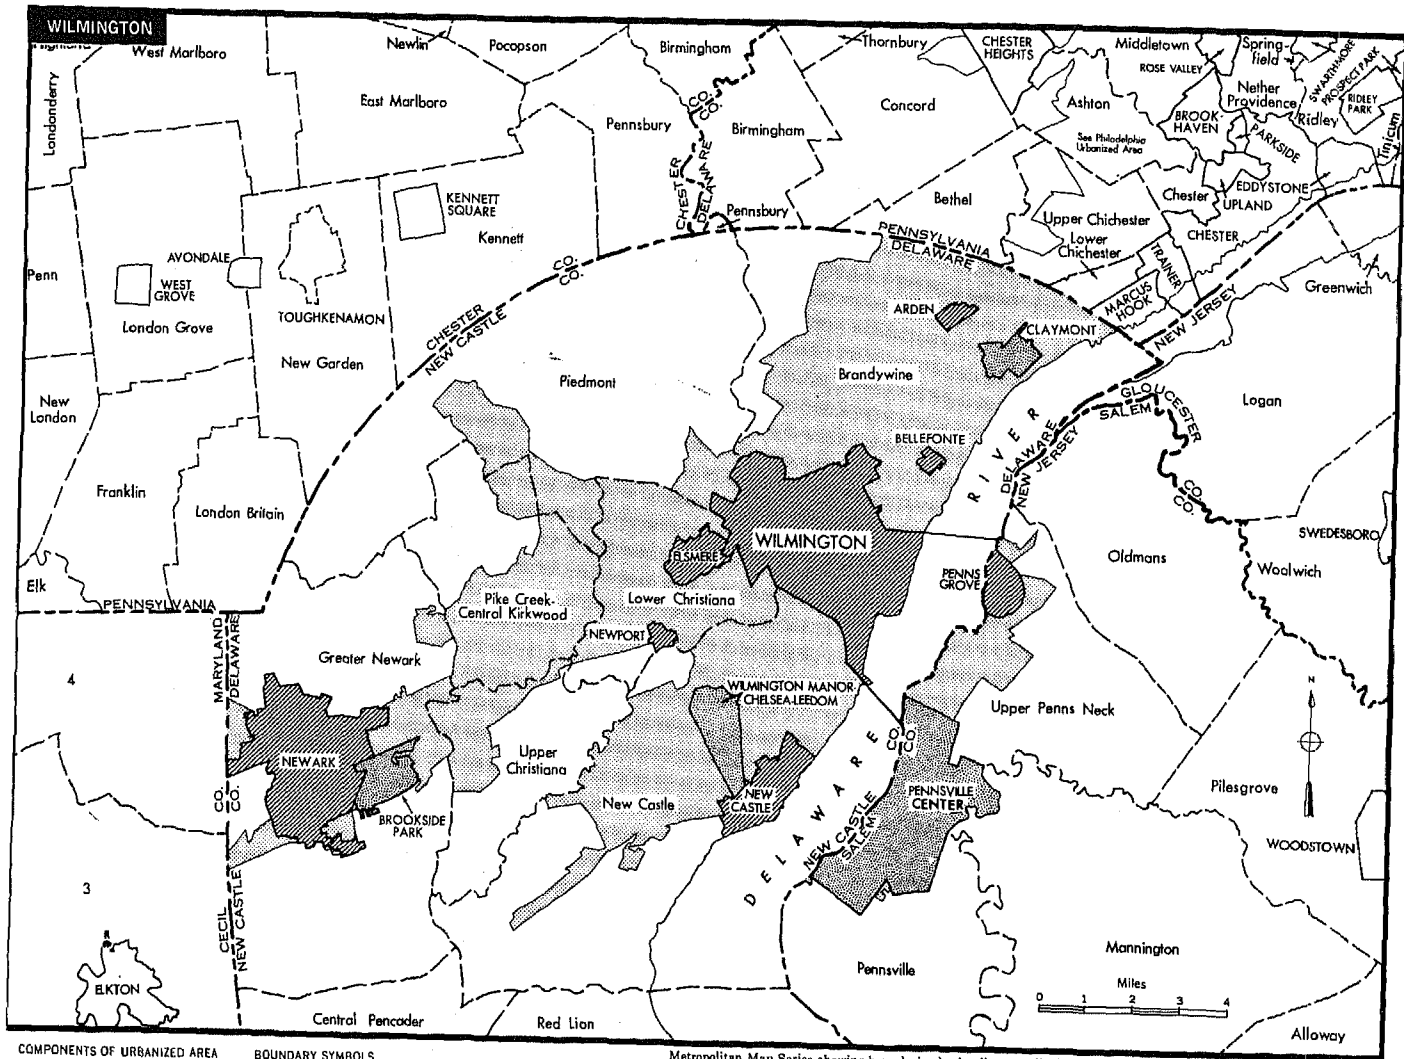 WILMINGTON
West Marlboro
Newlin
Pocopson
Birmingham
Thornbury
CHESTER
HEIGHTS
Middletown
ROSE VALLEY
Spring-
field
SWARTHMORE
PROSPECT PARK
RIDLEY
PARK
Londonderry
East Marlboro
Pennsbury
CO.
CO.
Birmingham
Concord
Ashton
See Philadelphia
Urbanized Area
Nether
Providence
BROOK-
HAVEN
PARKSIDE
Ridley
Tinicum
CHESTER
DELAWARE
KENNETT
SQUARE
Kennett
Pennsbury
Bethel
Chester
EDDYSTONE
UPLAND
CHESTER
Upper Chichester
Lower
Chichester
TRAINER
MARCUS
HOOK
PENNSYLVANIA
DELAWARE
NEW JERSEY
Greenwich
Penn
AVONDALE
WEST
GROVE
London Grove
TOUGHKENAMON
New Garden
CO.
CO.
CHESTER
NEW CASTLE
ARDEN
CLAYMONT
Piedmont
Brandywine
New
London
GLOUCESTER
SALEM
Logan
BELLEFONTE
RIVER
DELAWARE
NEW JERSEY
Franklin
London Britain
CO.
CO.
SWEDESBORO
WILMINGTON
ELSMERE
Oldmans
Woolwich
PENNS
GROVE
Elk
PENNSYLVANIA
Pike Creek-
Central Kirkwood
Lower Christiana
NEWPORT
MARYLAND
DELAWARE
Greater Newark
4
WILMINGTON MANOR-
CHELSEA-LEEDOM
Upper Penns Neck
N
NEWARK
Upper
Christiana
CO.
CO.
DELAWARE
CO.
CO.
Pilesgrove
BROOKSIDE
PARK
New Castle
NEW
CASTLE
PENNSVILLE
CENTER
NEW CASTLE
SALEM
WOODSTOWN
3
CECIL
NEW CASTLE
ELKTON
Pennsville
Mannington
Miles
0 1 2 3 4
Central Pencader
Red Lion
Alloway
COMPONENTS OF URBANIZED AREA
BOUNDARY SYMBOLS